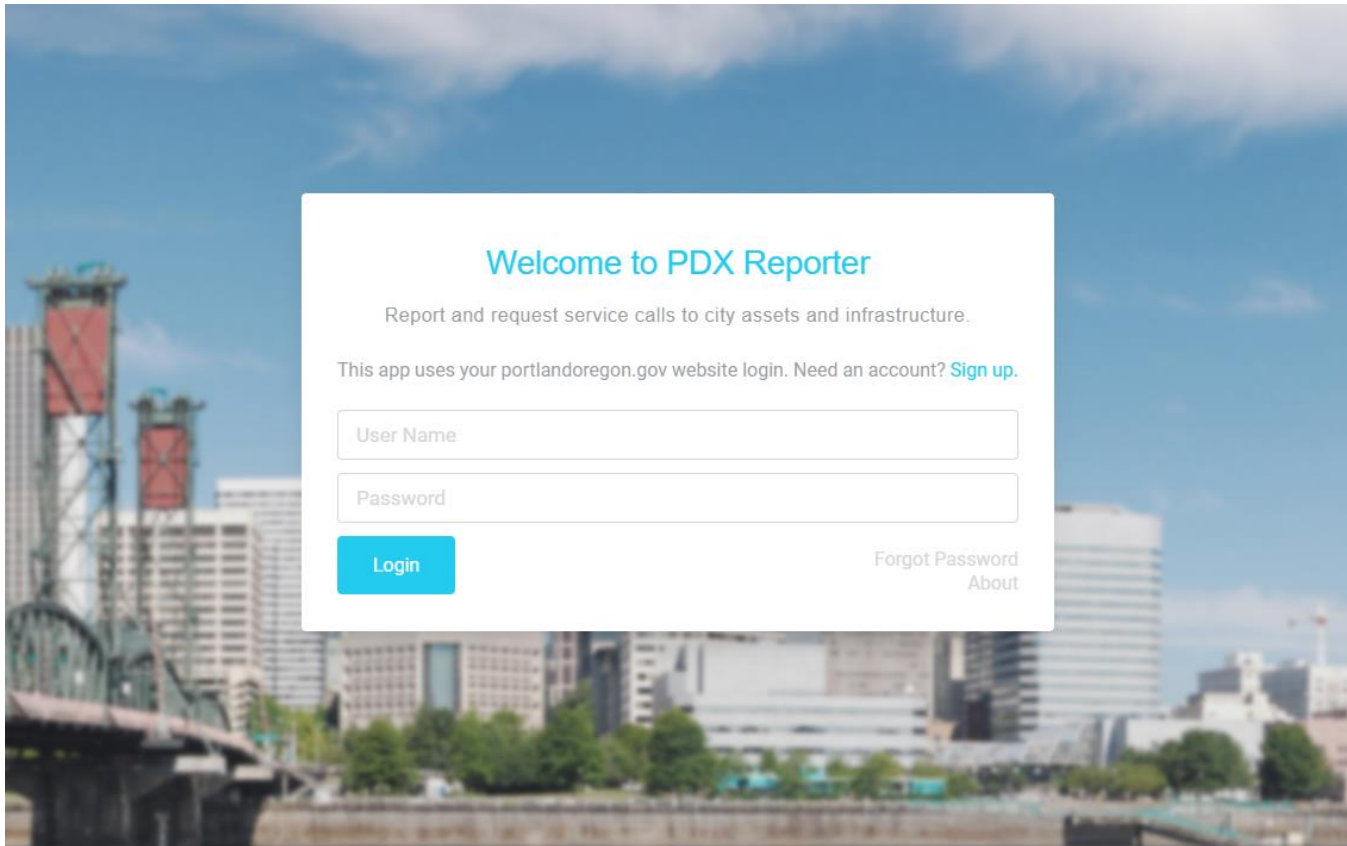 Welcome to PDX Reporter
Report and request service calls to city assets and infrastructure.
This app uses your portlandoregon.gov website login. Need an account? Sign up.
User Name
Password
Login
Forgot Password
About